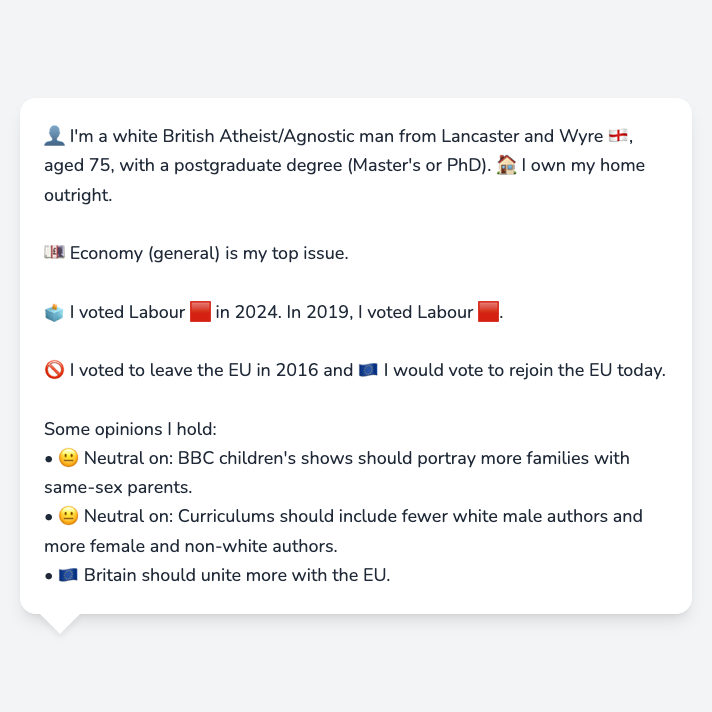 👤 I'm a white British Atheist/Agnostic man from Lancaster and Wyre 🏴󠁧󠁢󠁥󠁮󠁧󠁿,
aged 75, with a postgraduate degree (Master's or PhD). 🏠 I own my home
outright.
💷 Economy (general) is my top issue.
🗳️ I voted Labour 🟥 in 2024. In 2019, I voted Labour 🟥.
🚫 I voted to leave the EU in 2016 and 🇪🇺 I would vote to rejoin the EU today.
Some opinions I hold:
• 😐 Neutral on: BBC children's shows should portray more families with
same-sex parents.
• 😐 Neutral on: Curriculums should include fewer white male authors and
more female and non-white authors.
• 🇪🇺 Britain should unite more with the EU.